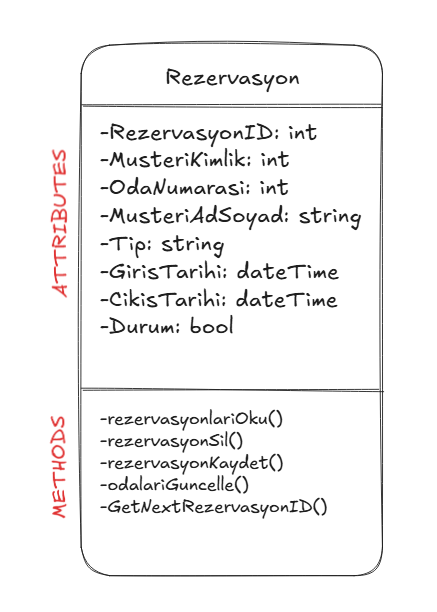 Rezervasyon
ATTRIBUTES
-RezervasyonID: int
-MusteriKimlik: int
-OdaNumarasi: int
-MusteriAdSoyad: string
-Tip: string
-GirisTarihi: dateTime
-CikisTarihi: dateTime
-Durum: bool
METHODS
-rezervasyonlariOku()
-rezervasyonSil()
-rezervasyonKaydet()
-odalariGuncelle()
-GetNextRezervasyonID()